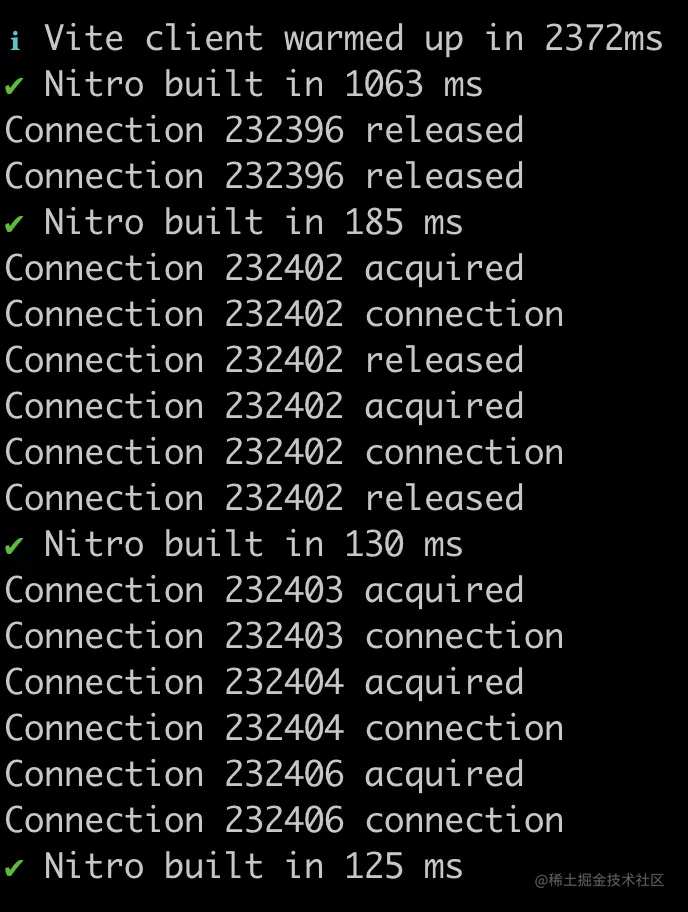 ℹ Vite client warmed up in 2372ms
✔ Nitro built in 1063 ms
Connection 232396 released
Connection 232396 released
✔ Nitro built in 185 ms
Connection 232402 acquired
Connection 232402 connection
Connection 232402 released
Connection 232402 acquired
Connection 232402 connection
Connection 232402 released
✔ Nitro built in 130 ms
Connection 232403 acquired
Connection 232403 connection
Connection 232404 acquired
Connection 232404 connection
Connection 232406 acquired
Connection 232406 connection
✔ Nitro built in 125 ms
@稀土掘金技术社区